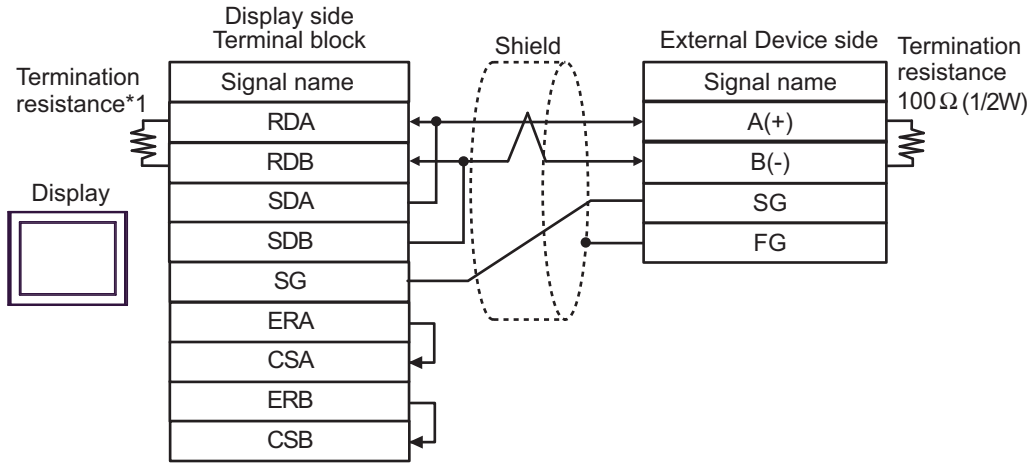 Display side
Terminal block
Shield
External Device side
Termination
resistance
100Ω (1/2W)
Termination
resistance*1
Signal name
Signal name
RDA
A(+)
RDB
B(-)
Display
SDA
SG
SDB
FG
SG
ERA
CSA
ERB
CSB